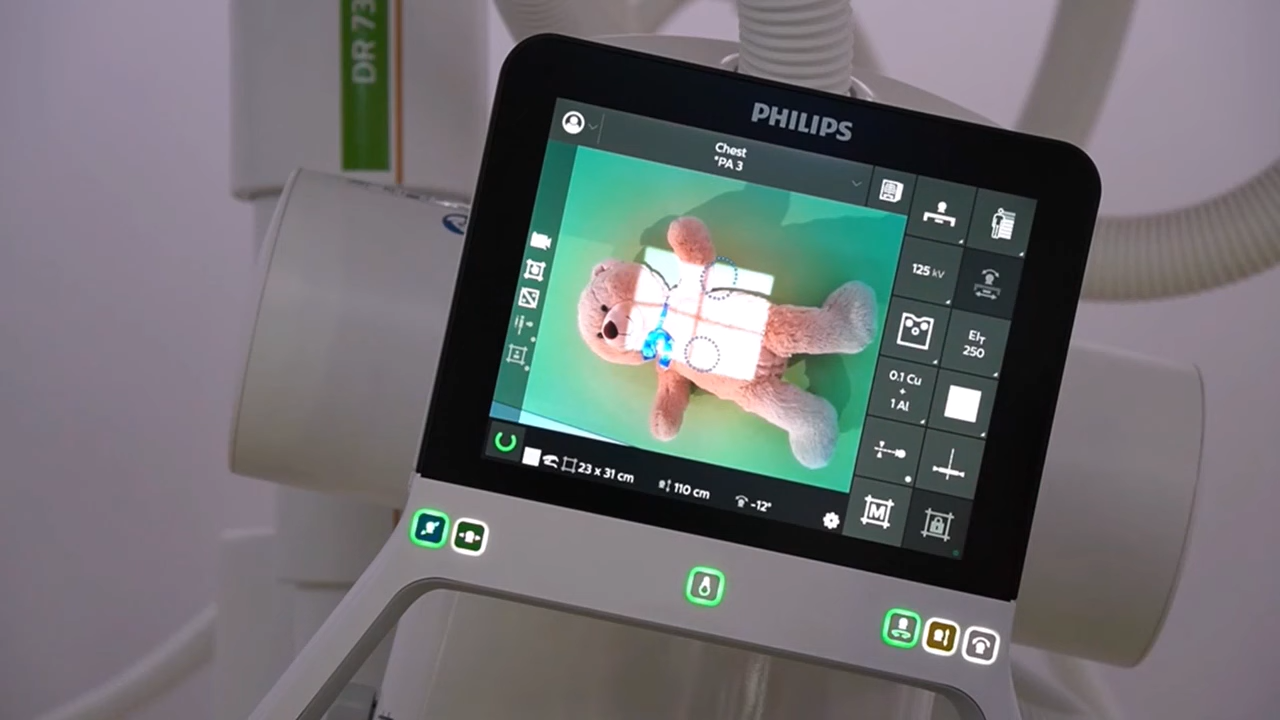 DR 73
PHILIPS
Chest
*PA 3
125 kV
EI_T
250
0.1 Cu
+
1 Al
23 x 31 cm
110 cm
-12°
M